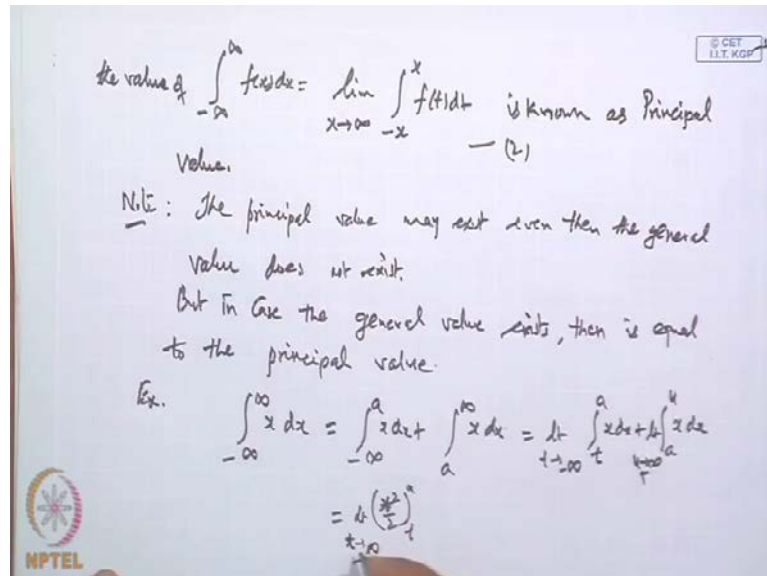 © CET
I.I.T. KGP
the value of ∫_{-∞}^{∞} f(x)dx = lim_{x→∞} ∫_{-x}^{x} f(t)dt is known as Principal
— (2)
value.
Note : The principal value may exist even then the general
value does not exist.
But in Case the general value exists, then is equal
to the principal value.
Ex. ∫_{-∞}^{∞} x dx = ∫_{-∞}^{a} x dx + ∫_{a}^{∞} x dx = lt_{t→-∞} ∫_{t}^{a} x dx + lt_{u→∞} ∫_{a}^{u} x dx
= lt_{t→∞} (x²/2)_{t}^{a}
NPTEL